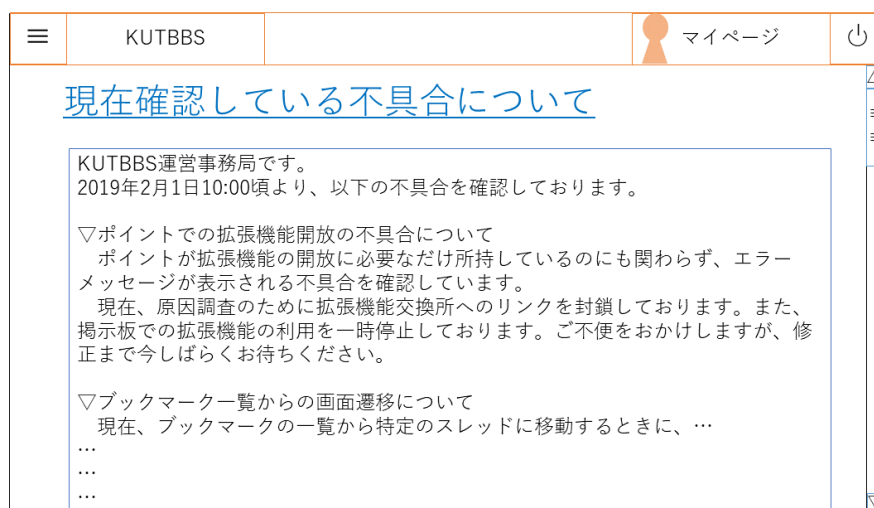 KUTBBS
マイページ
現在確認している不具合について
KUTBBS運営事務局です。
2019年2月1日10:00頃より、以下の不具合を確認しております。
▽ポイントでの拡張機能開放の不具合について
ポイントが拡張機能の開放に必要なだけ所持しているのにも関わらず、エラー
メッセージが表示される不具合を確認しています。
現在、原因調査のために拡張機能交換所へのリンクを封鎖しております。また、
掲示板での拡張機能の利用を一時停止しております。ご不便をおかけしますが、修
正まで今しばらくお待ちください。
▽ブックマーク一覧からの画面遷移について
現在、ブックマークの一覧から特定のスレッドに移動するときに、…
…
…
…